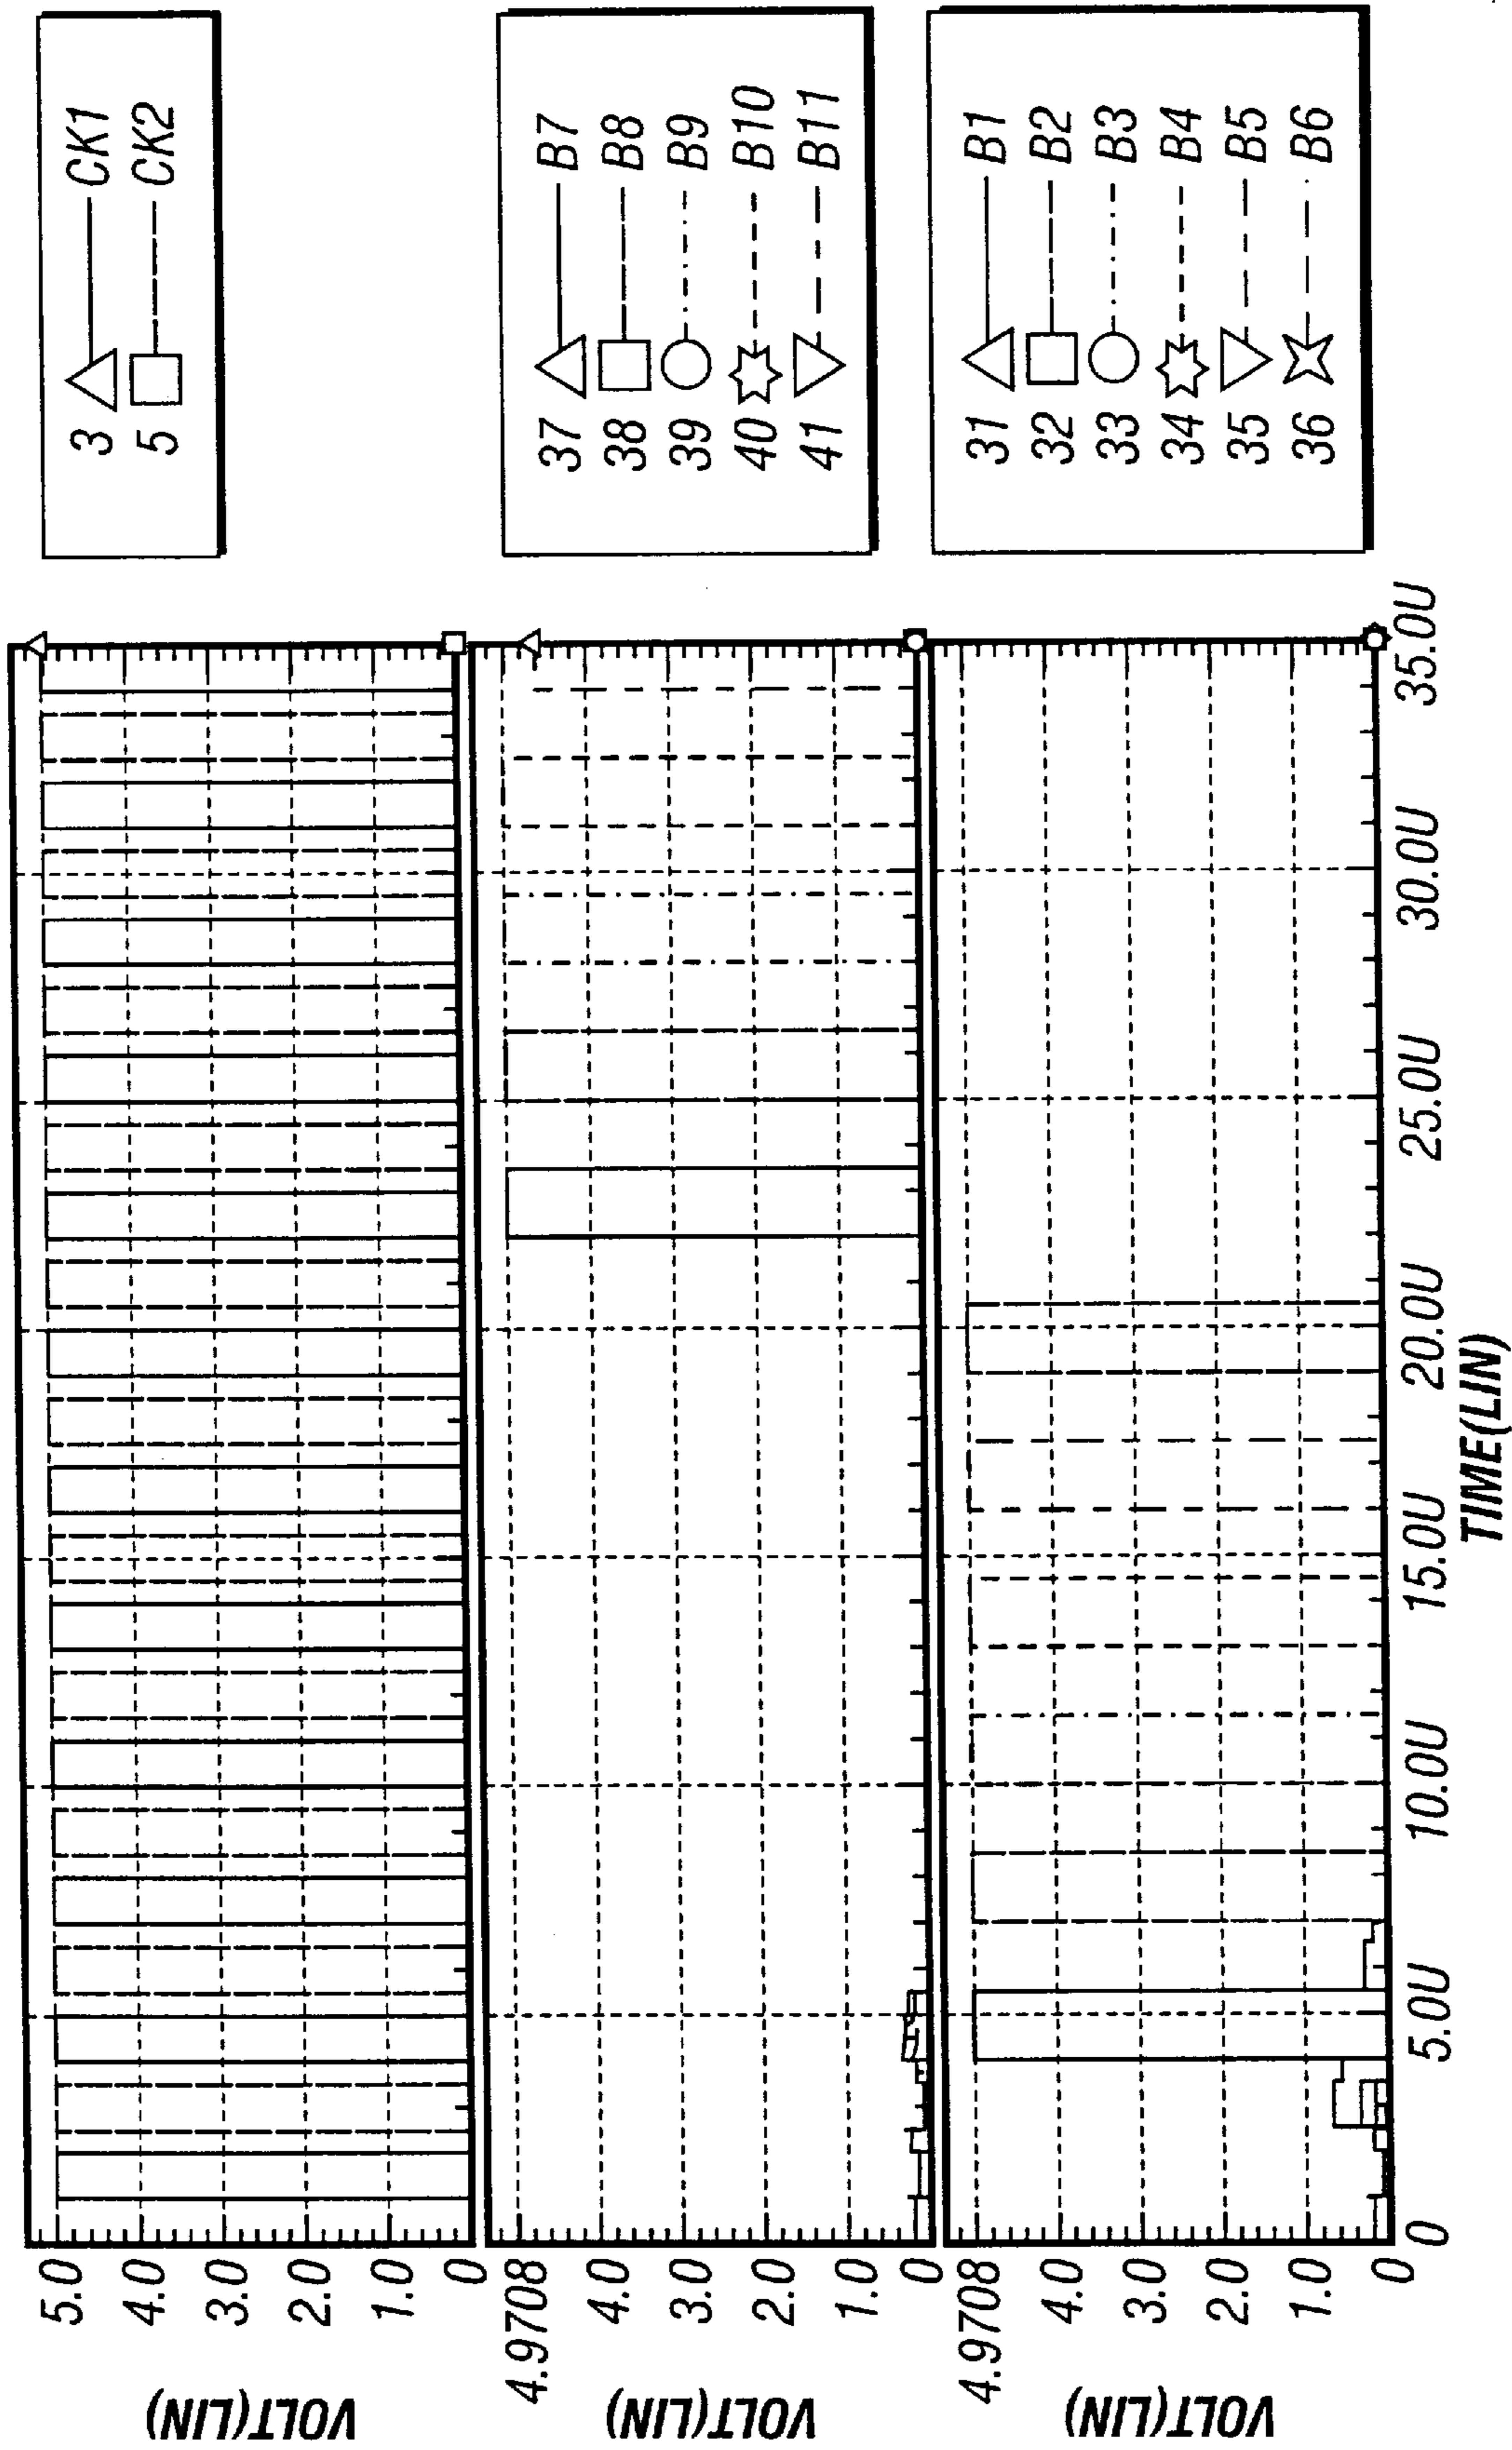 5.0
4.0
3.0
2.0
1.0
0
VOLT(LIN)
3 CK1
5 CK2
4.9708
4.0
3.0
2.0
1.0
0
VOLT(LIN)
37 B7
38 B8
39 B9
40 B10
41 B11
4.9708
4.0
3.0
2.0
1.0
0
VOLT(LIN)
31 B1
32 B2
33 B3
34 B4
35 B5
36 B6
0 5.0U 10.0U 15.0U 20.0U 25.0U 30.0U 35.0U
TIME(LIN)